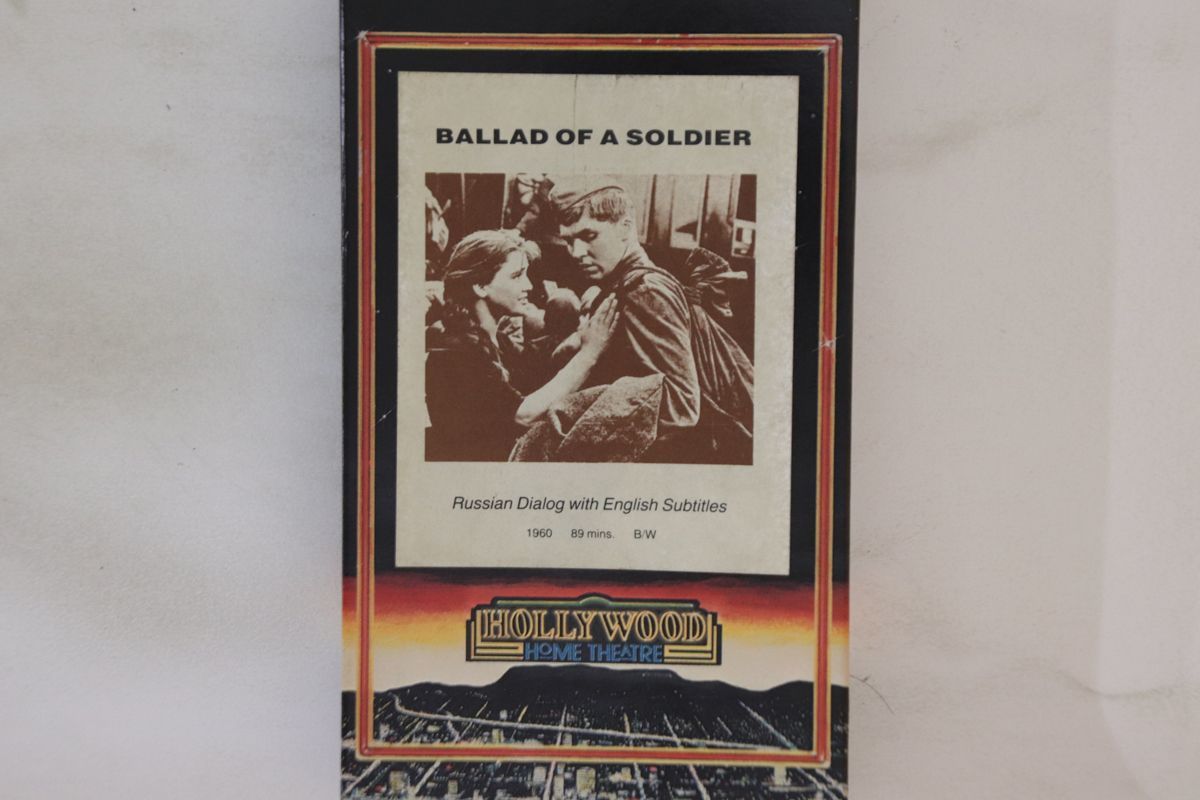 BALLAD OF A SOLDIER
Russian Dialog with English Subtitles
1960 89 mins. B/W
HOLLYWOOD
HOME THEATRE